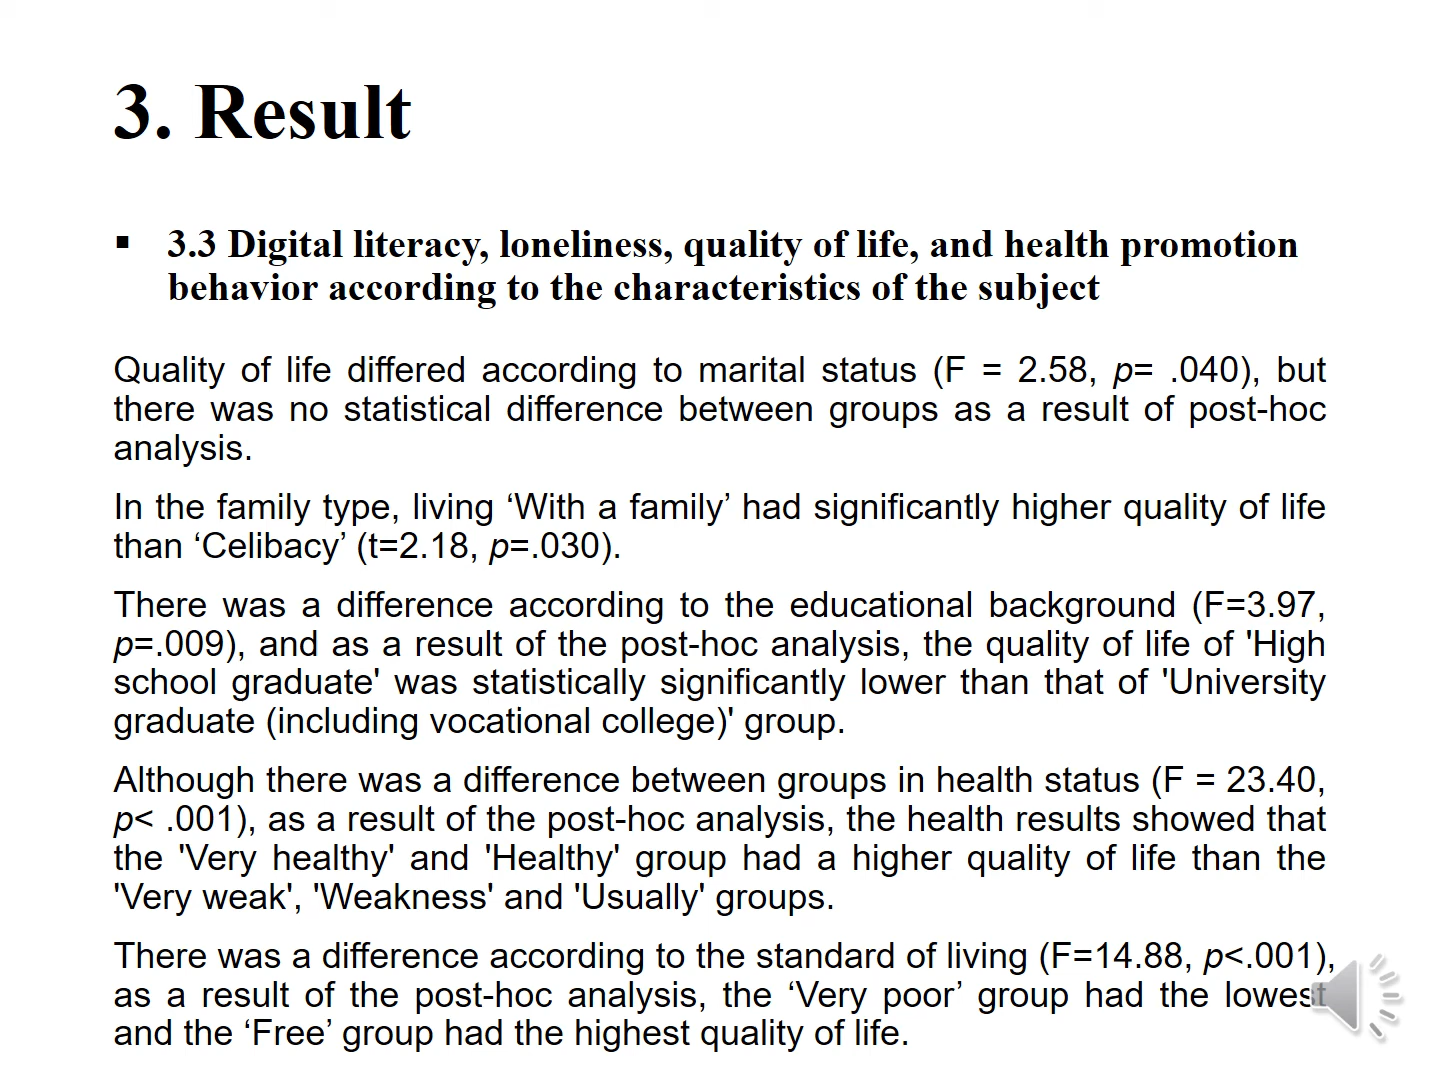 3. Result
▪ 3.3 Digital literacy, loneliness, quality of life, and health promotion
behavior according to the characteristics of the subject
Quality of life differed according to marital status (F = 2.58, p= .040), but
there was no statistical difference between groups as a result of post-hoc
analysis.
In the family type, living ‘With a family’ had significantly higher quality of life
than ‘Celibacy’ (t=2.18, p=.030).
There was a difference according to the educational background (F=3.97,
p=.009), and as a result of the post-hoc analysis, the quality of life of 'High
school graduate' was statistically significantly lower than that of 'University
graduate (including vocational college)' group.
Although there was a difference between groups in health status (F = 23.40,
p< .001), as a result of the post-hoc analysis, the health results showed that
the 'Very healthy' and 'Healthy' group had a higher quality of life than the
'Very weak', 'Weakness' and 'Usually' groups.
There was a difference according to the standard of living (F=14.88, p<.001),
as a result of the post-hoc analysis, the ‘Very poor’ group had the lowest
and the ‘Free’ group had the highest quality of life.